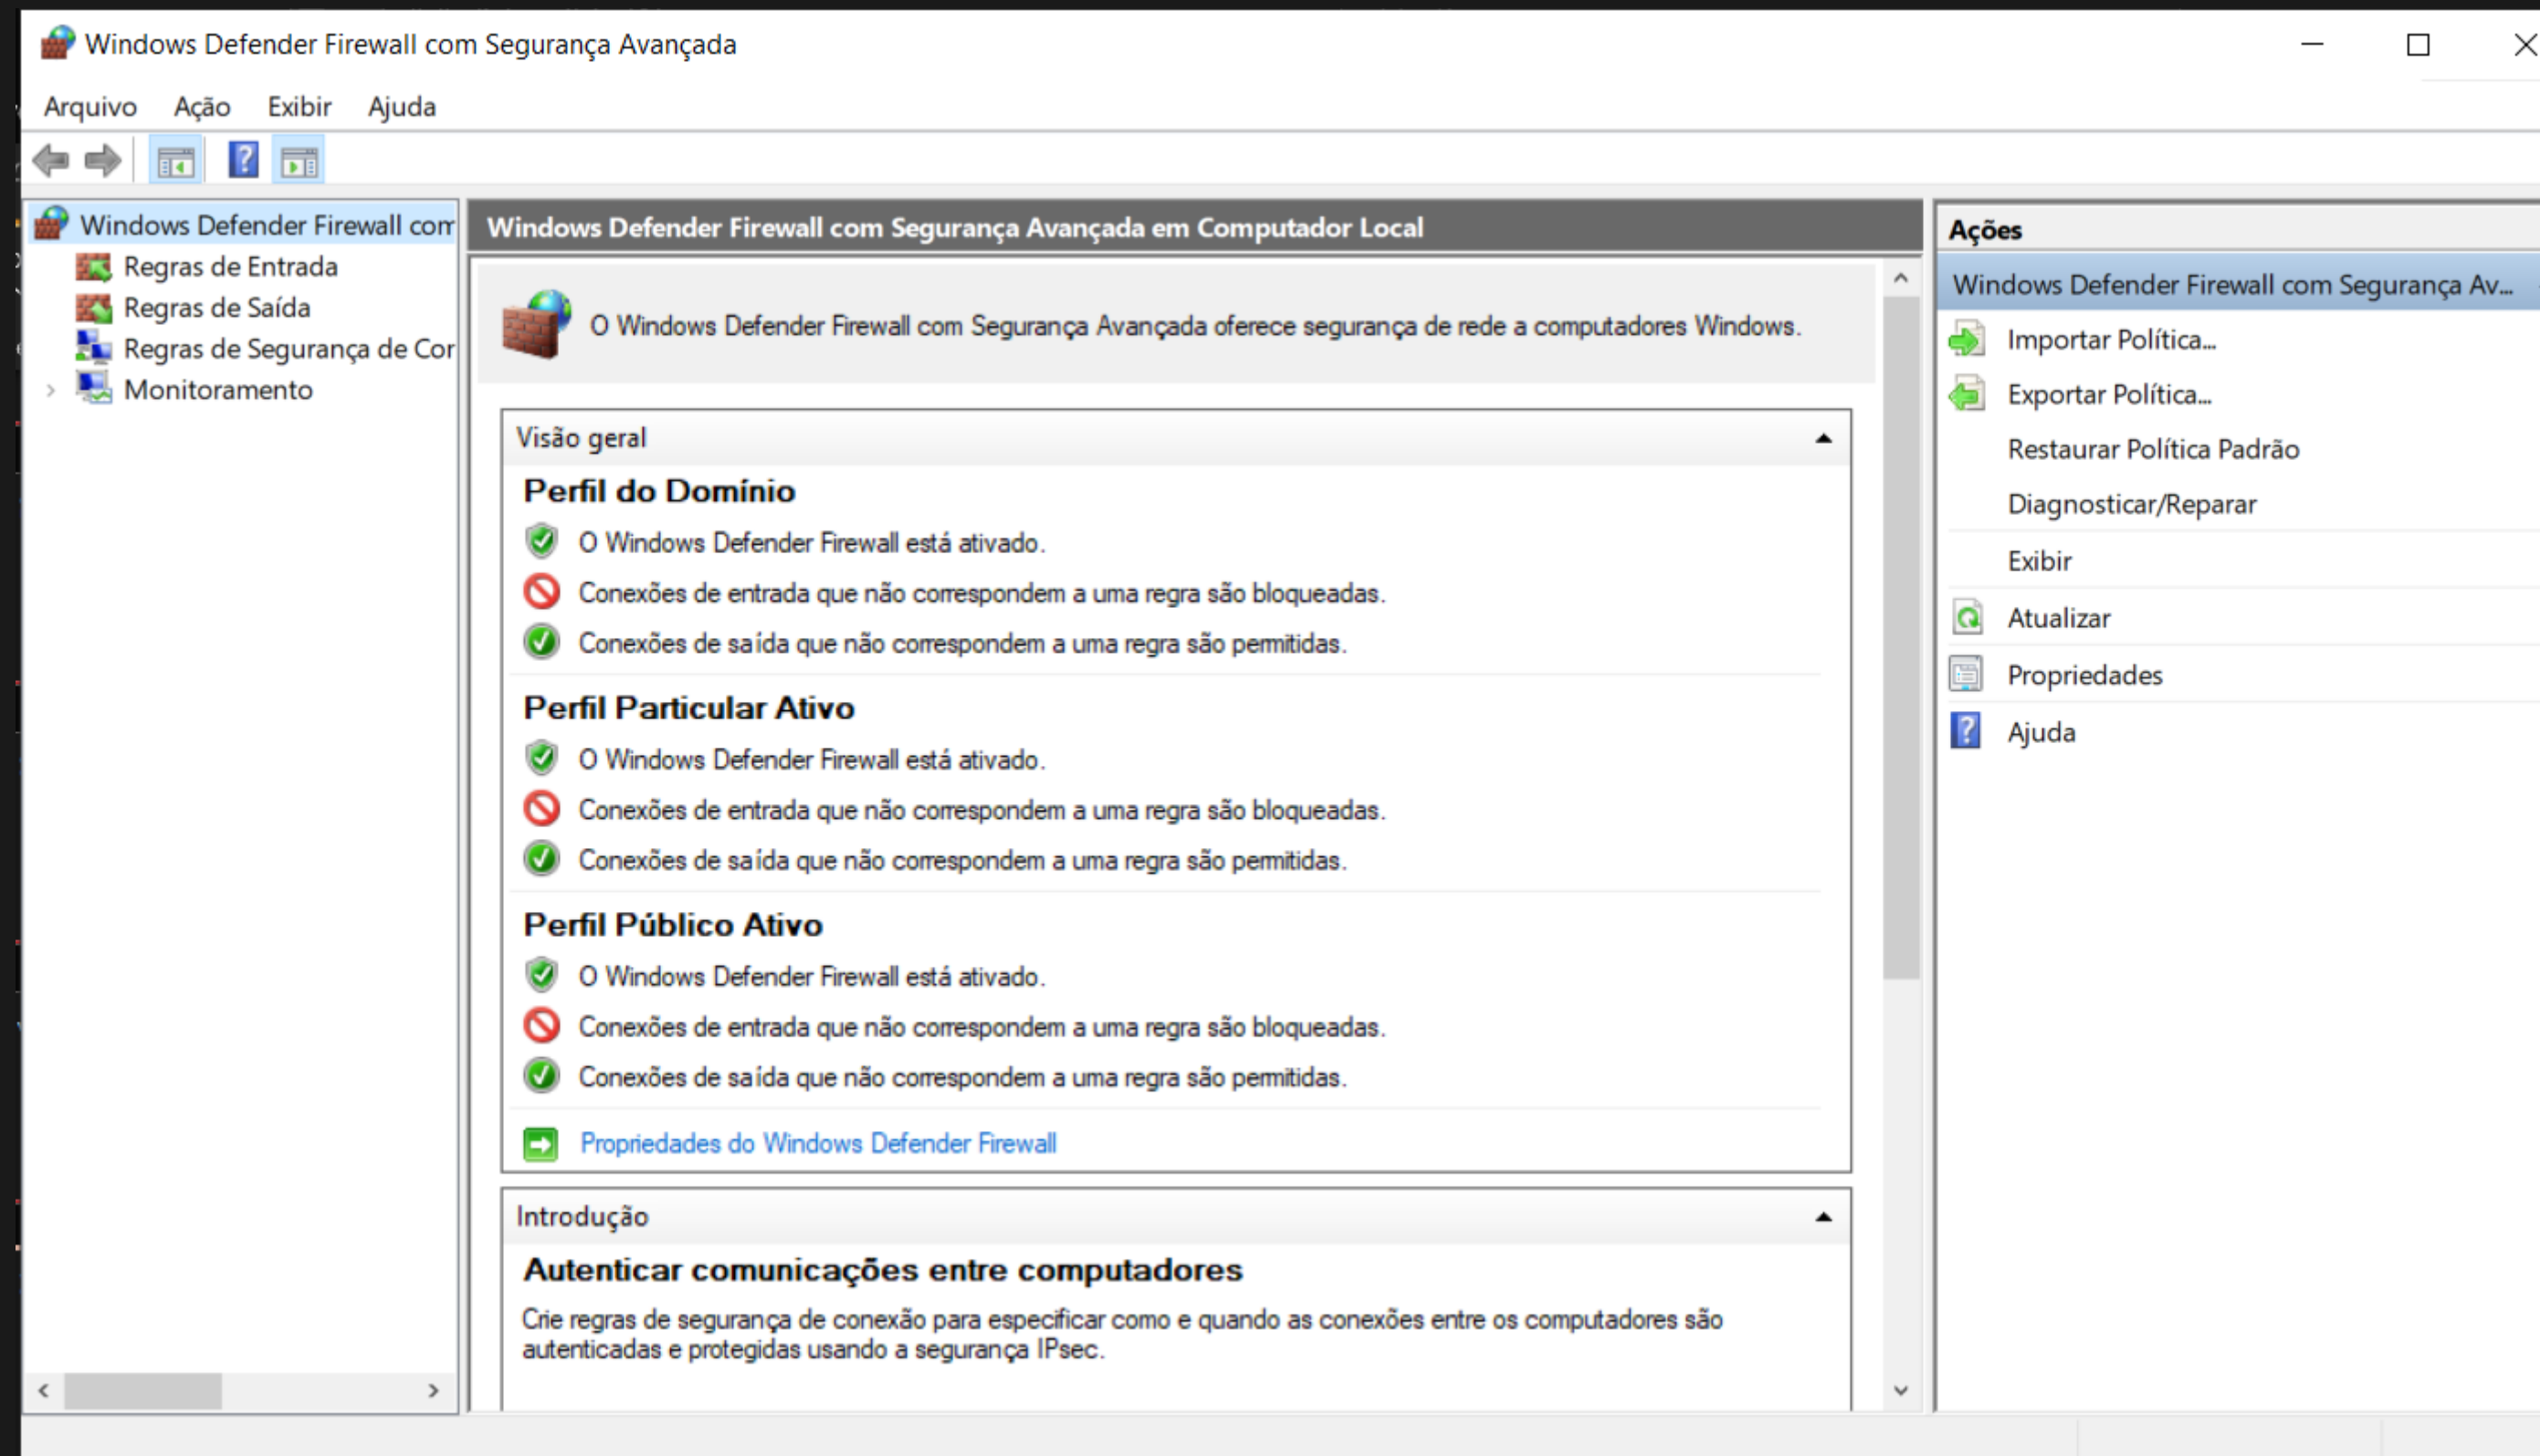 Windows Defender Firewall com Segurança Avançada
Arquivo Ação Exibir Ajuda
Windows Defender Firewall com
Regras de Entrada
Regras de Saída
Regras de Segurança de Cor
Monitoramento
Windows Defender Firewall com Segurança Avançada em Computador Local
O Windows Defender Firewall com Segurança Avançada oferece segurança de rede a computadores Windows.
Visão geral
Perfil do Domínio
O Windows Defender Firewall está ativado.
Conexões de entrada que não correspondem a uma regra são bloqueadas.
Conexões de saída que não correspondem a uma regra são permitidas.
Perfil Particular Ativo
O Windows Defender Firewall está ativado.
Conexões de entrada que não correspondem a uma regra são bloqueadas.
Conexões de saída que não correspondem a uma regra são permitidas.
Perfil Público Ativo
O Windows Defender Firewall está ativado.
Conexões de entrada que não correspondem a uma regra são bloqueadas.
Conexões de saída que não correspondem a uma regra são permitidas.
Propriedades do Windows Defender Firewall
Introdução
Autenticar comunicações entre computadores
Crie regras de segurança de conexão para especificar como e quando as conexões entre os computadores são
autenticadas e protegidas usando a segurança IPsec.
Ações
Windows Defender Firewall com Segurança Av...
Importar Política...
Exportar Política...
Restaurar Política Padrão
Diagnosticar/Reparar
Exibir
Atualizar
Propriedades
Ajuda